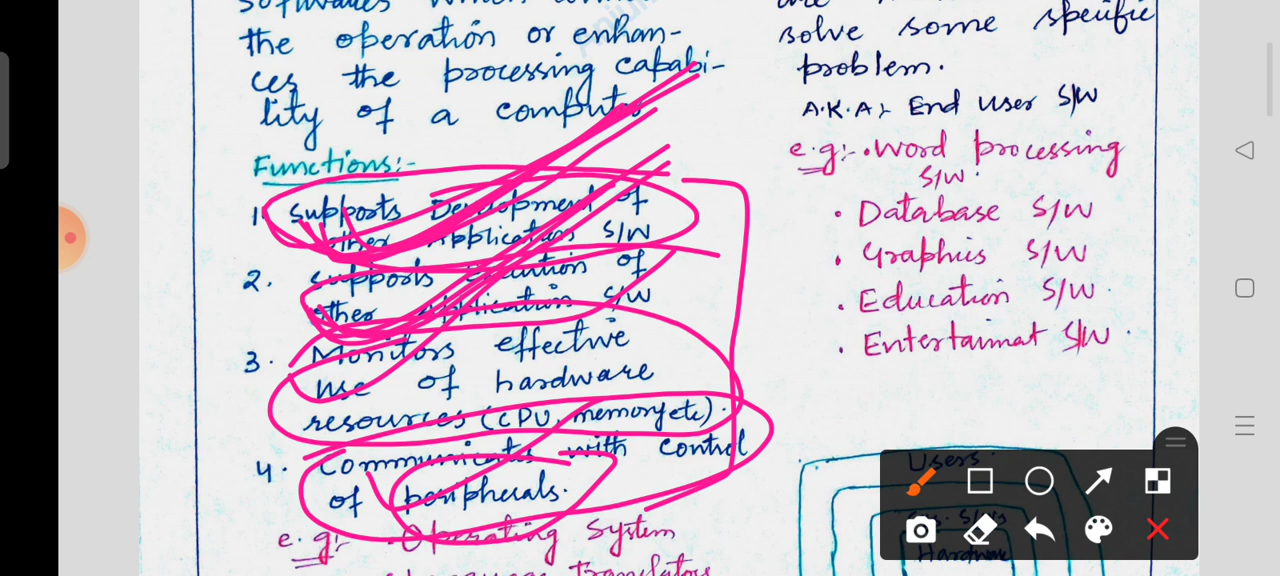 the operation or enhan-
ces the processing capabi-
lity of a
Functions:-
1. Supports Development of
other Application S/W
2. Supports Execution of
other Application S/W
3. Monitors effective
use of hardware
resources (CPU, memory etc).
4. Communicates with control
of peripherals.
e.g:- Operating System
solve some specific
problem.
A.K.A:- End User S/W
e.g:- • Word processing
S/W.
• Database S/W
• Graphics S/W
• Education S/W.
• Entertainmat S/W.
Users
Hardware